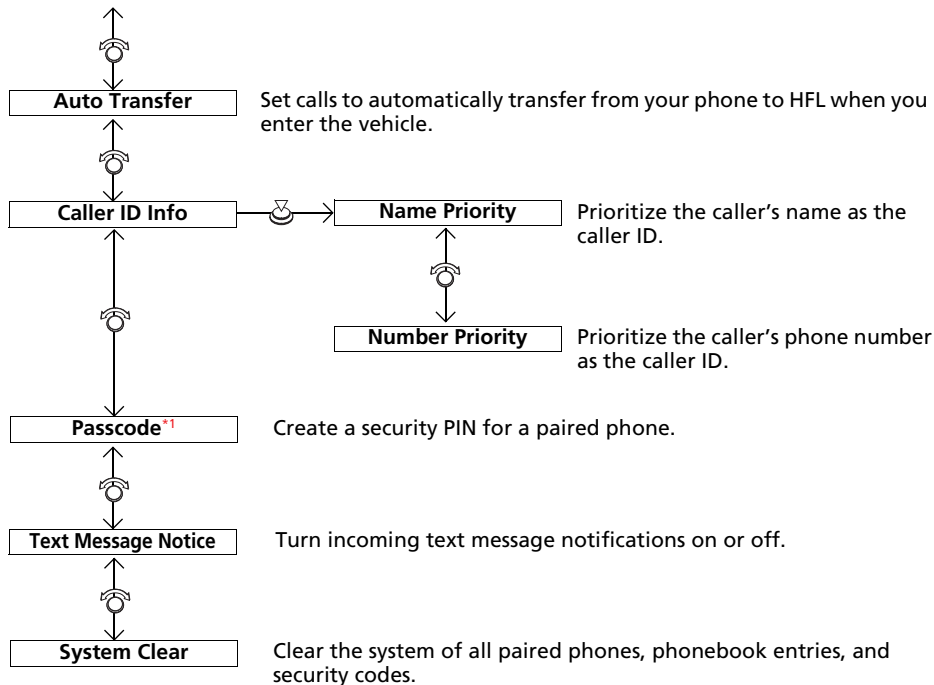 Auto Transfer
Set calls to automatically transfer from your phone to HFL when you
enter the vehicle.
Caller ID Info
Name Priority
Prioritize the caller's name as the
caller ID.
Number Priority
Prioritize the caller's phone number
as the caller ID.
Passcode*1
Create a security PIN for a paired phone.
Text Message Notice
Turn incoming text message notifications on or off.
System Clear
Clear the system of all paired phones, phonebook entries, and
security codes.